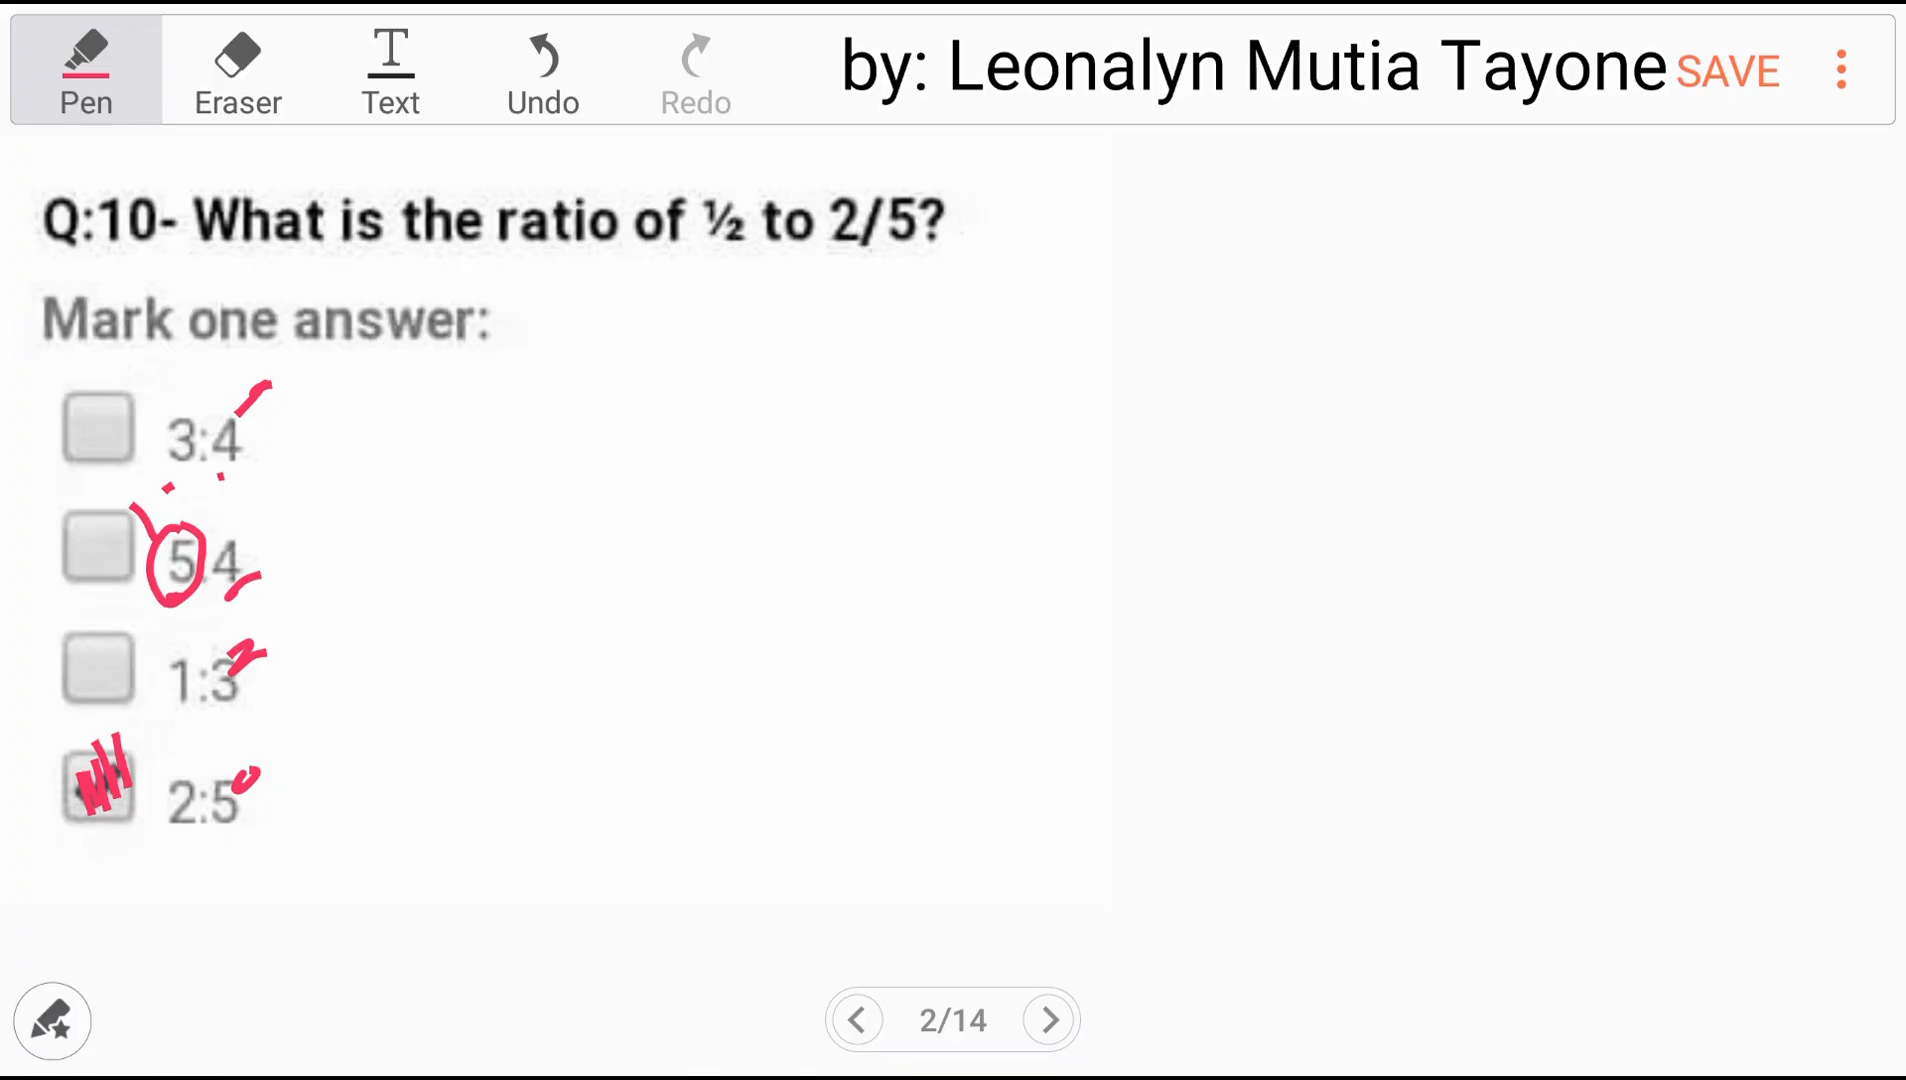 Pen Eraser Text Undo Redo by: Leonalyn Mutia Tayone SAVE
Q:10- What is the ratio of ½ to 2/5?
Mark one answer:
3:4
5:4
1:3
2:5
2/14